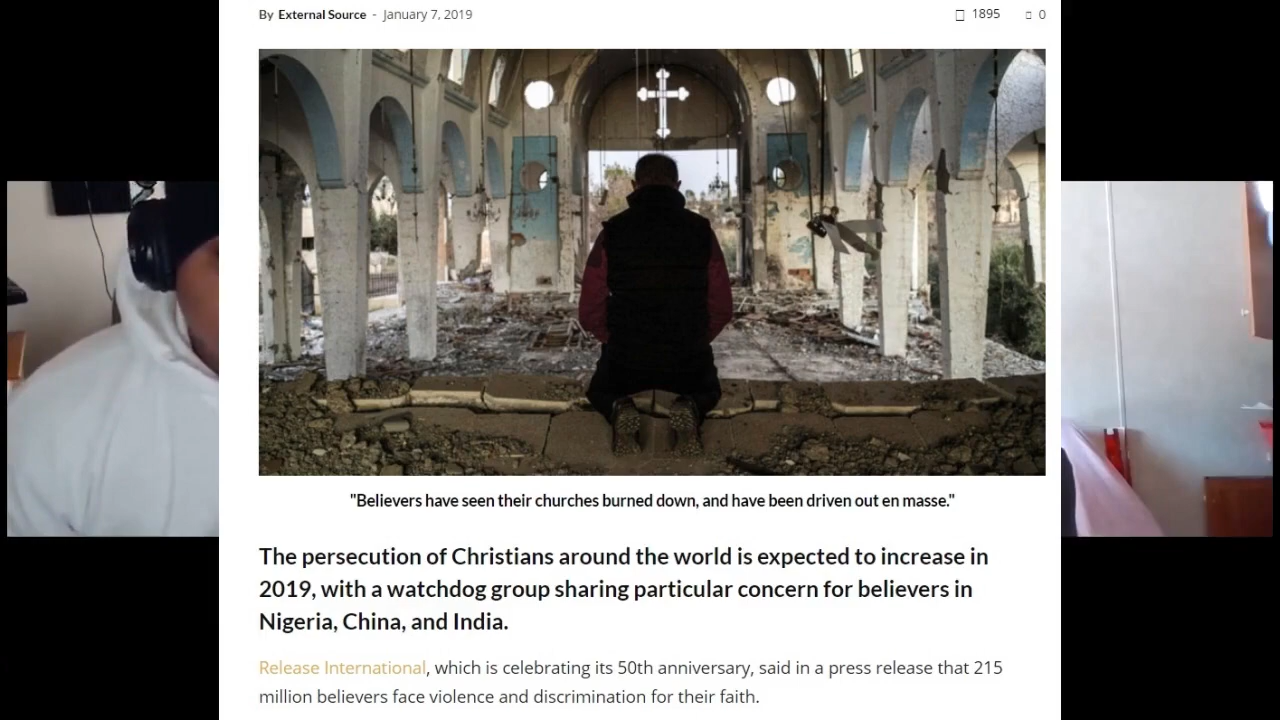 By External Source - January 7, 2019
1895
0
"Believers have seen their churches burned down, and have been driven out en masse."
The persecution of Christians around the world is expected to increase in
2019, with a watchdog group sharing particular concern for believers in
Nigeria, China, and India.
Release International, which is celebrating its 50th anniversary, said in a press release that 215
million believers face violence and discrimination for their faith.